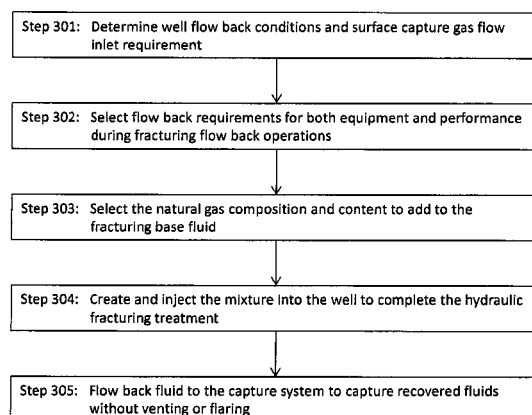 Step 301: Determine well flow back conditions and surface capture gas flow
inlet requirement
Step 302: Select flow back requirements for both equipment and performance
during fracturing flow back operations
Step 303: Select the natural gas composition and content to add to the
fracturing base fluid
Step 304: Create and inject the mixture into the well to complete the hydraulic
fracturing treatment
Step 305: Flow back fluid to the capture system to capture recovered fluids
without venting or flaring